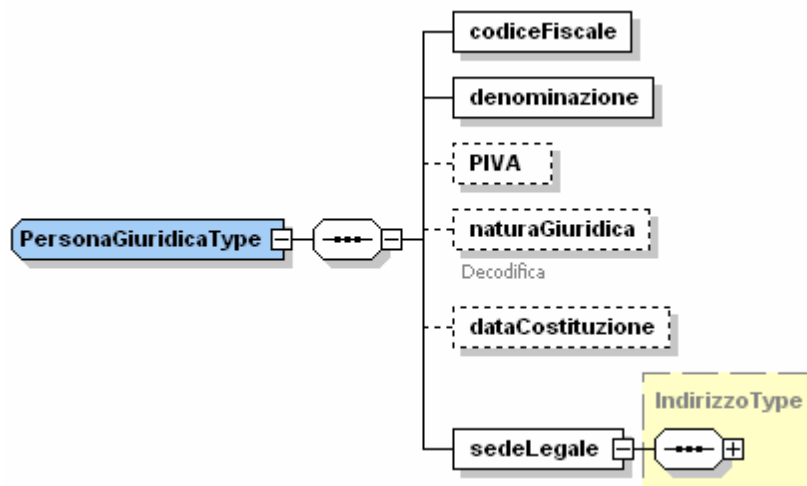 codiceFiscale
denominazione
PIVA
PersonaGiuridicaType
naturaGiuridica
Decodifica
dataCostituzione
IndirizzoType
sedeLegale